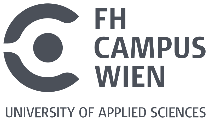 FH
CAMPUS
WIEN
UNIVERSITY OF APPLIED SCIENCES